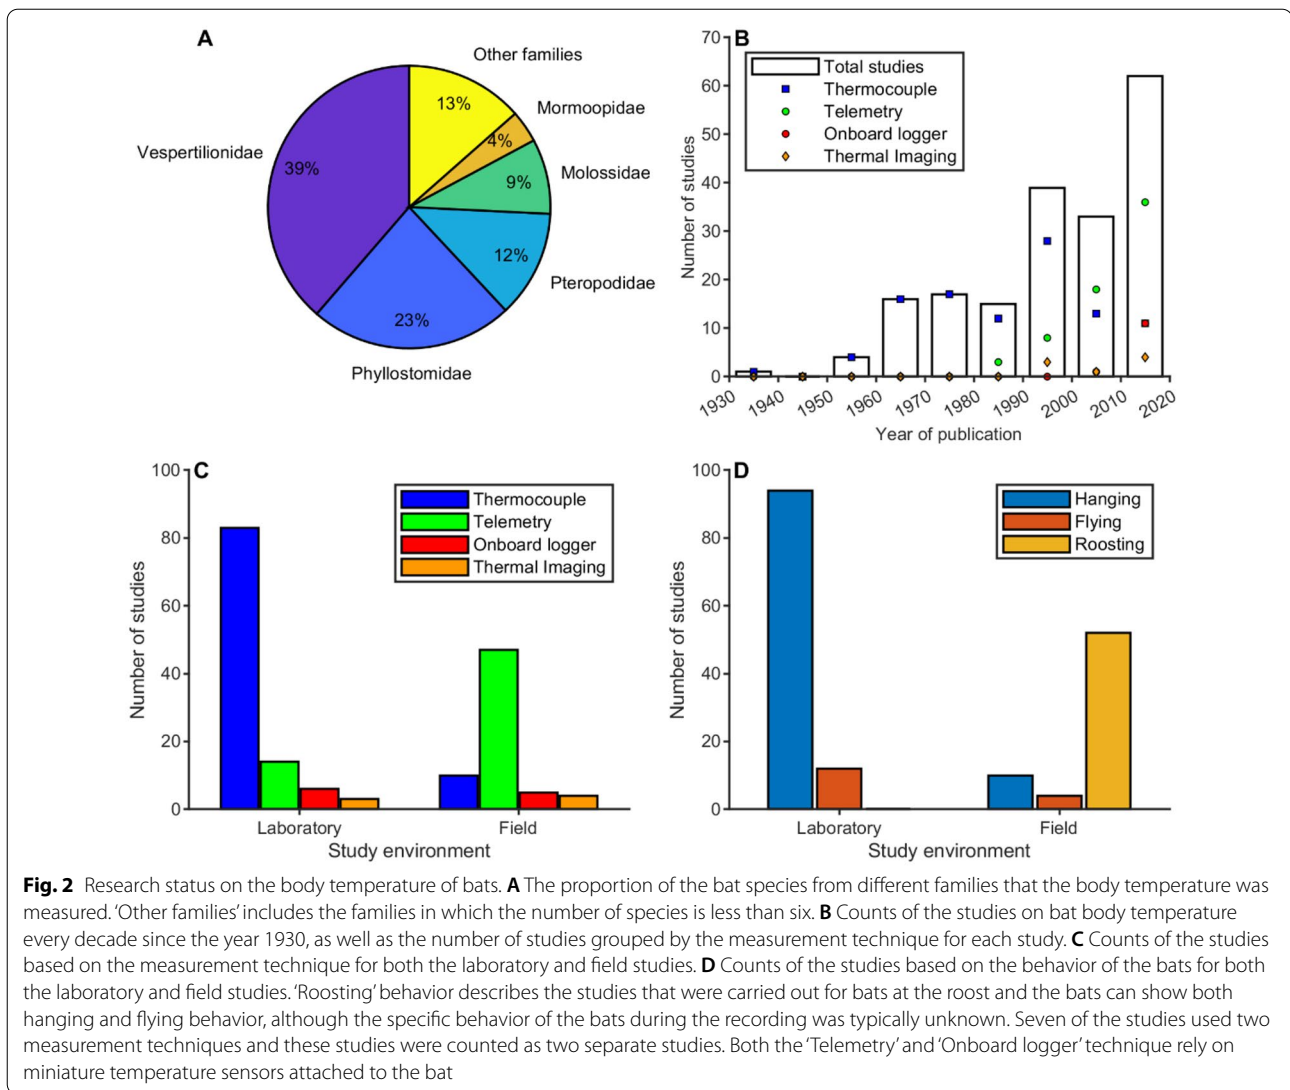 A
Other families
13%
Mormoopidae
4%
Vespertilionidae
39%
Molossidae
9%
12%
Pteropodidae
23%
Phyllostomidae
B
Total studies
Thermocouple
Telemetry
Onboard logger
Thermal Imaging
Number of studies
70
60
50
40
30
20
10
0
1930
1940
1950
1960
1970
1980
1990
2000
2010
2020
Year of publication
C
Thermocouple
Telemetry
Onboard logger
Thermal Imaging
Number of studies
100
80
60
40
20
0
Laboratory
Field
Study environment
D
Hanging
Flying
Roosting
Number of studies
100
80
60
40
20
0
Laboratory
Field
Study environment
Fig. 2 Research status on the body temperature of bats. A The proportion of the bat species from different families that the body temperature was
measured. ‘Other families’ includes the families in which the number of species is less than six. B Counts of the studies on bat body temperature
every decade since the year 1930, as well as the number of studies grouped by the measurement technique for each study. C Counts of the studies
based on the measurement technique for both the laboratory and field studies. D Counts of the studies based on the behavior of the bats for both
the laboratory and field studies. ‘Roosting’ behavior describes the studies that were carried out for bats at the roost and the bats can show both
hanging and flying behavior, although the specific behavior of the bats during the recording was typically unknown. Seven of the studies used two
measurement techniques and these studies were counted as two separate studies. Both the ‘Telemetry’ and ‘Onboard logger’ technique rely on
miniature temperature sensors attached to the bat